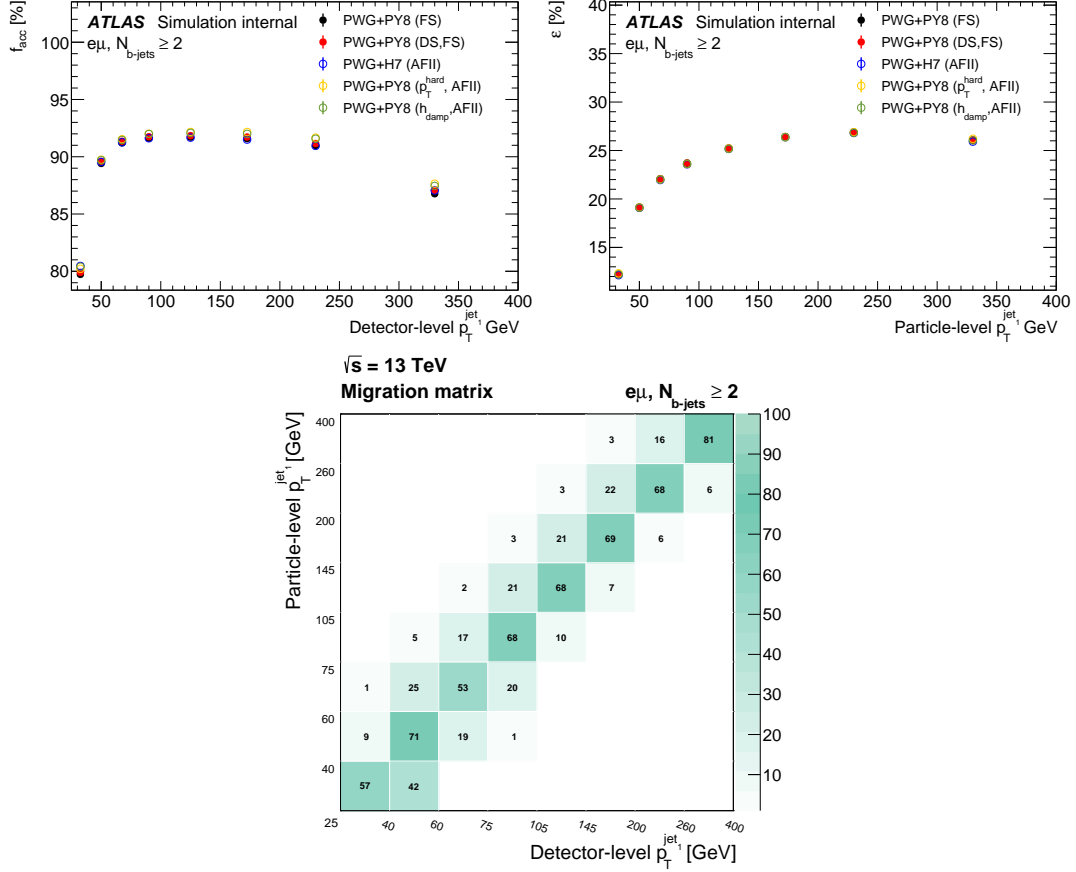 f_acc [%]
ATLAS Simulation internal
eμ, N_b-jets ≥ 2
PWG+PY8 (FS)
PWG+PY8 (DS,FS)
PWG+H7 (AFII)
PWG+PY8 (p_T^hard, AFII)
PWG+PY8 (h_damp,AFII)
100
95
90
85
80
50 100 150 200 250 300 350 400
Detector-level p_T^jet_1 GeV
ε [%]
ATLAS Simulation internal
eμ, N_b-jets ≥ 2
PWG+PY8 (FS)
PWG+PY8 (DS,FS)
PWG+H7 (AFII)
PWG+PY8 (p_T^hard, AFII)
PWG+PY8 (h_damp,AFII)
40
35
30
25
20
15
50 100 150 200 250 300 350 400
Particle-level p_T^jet_1 GeV
√s = 13 TeV
Migration matrix eμ, N_b-jets ≥ 2
Particle-level p_T^jet_1 [GeV]
400
260
200
145
105
75
60
40
25
3 16 81
3 22 68 6
3 21 69 6
2 21 68 7
5 17 68 10
1 25 53 20
9 71 19 1
57 42
40 60 75 105 145 200 260 400
Detector-level p_T^jet_1 [GeV]
100
90
80
70
60
50
40
30
20
10